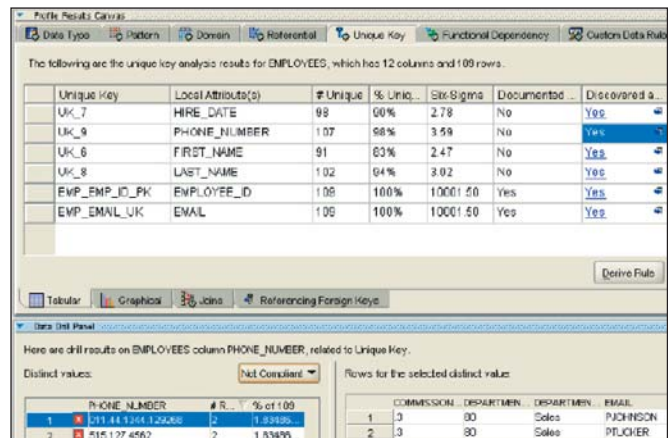 Profile Results Canvas
Data Type Pattern Domain Referential Unique Key Functional Dependency Custom Data Rule
The following are the unique key analysis results for EMPLOYEES, which has 12 columns and 109 rows.
Unique Key Local Attribute(s) # Unique % Uniq... Six-Sigma Documented ... Discovered a...
UK_7 HIRE_DATE 98 90% 2.78 No Yes
UK_9 PHONE_NUMBER 107 98% 3.59 No Yes
UK_6 FIRST_NAME 91 83% 2.47 No Yes
UK_8 LAST_NAME 102 94% 3.02 No Yes
EMP_EMP_ID_PK EMPLOYEE_ID 109 100% 10001.50 Yes Yes
EMP_EMAIL_UK EMAIL 109 100% 10001.50 Yes Yes
Derive Rule
Tabular Graphical Joins Referencing Foreign Keys
Data Drill Panel
Here are drill results on EMPLOYEES column PHONE_NUMBER, related to Unique Key.
Distinct values: Not Compliant Rows for the selected distinct value:
PHONE_NUMBER # R... % of 109 COMMISSION... DEPARTMEN... DEPARTMEN... EMAIL
1 011.44.1344.129268 2 1.83486... 1 .3 80 Sales PJOHNSON
2 515.127.4562 2 1.83486... 2 .3 80 Sales PTUCKER